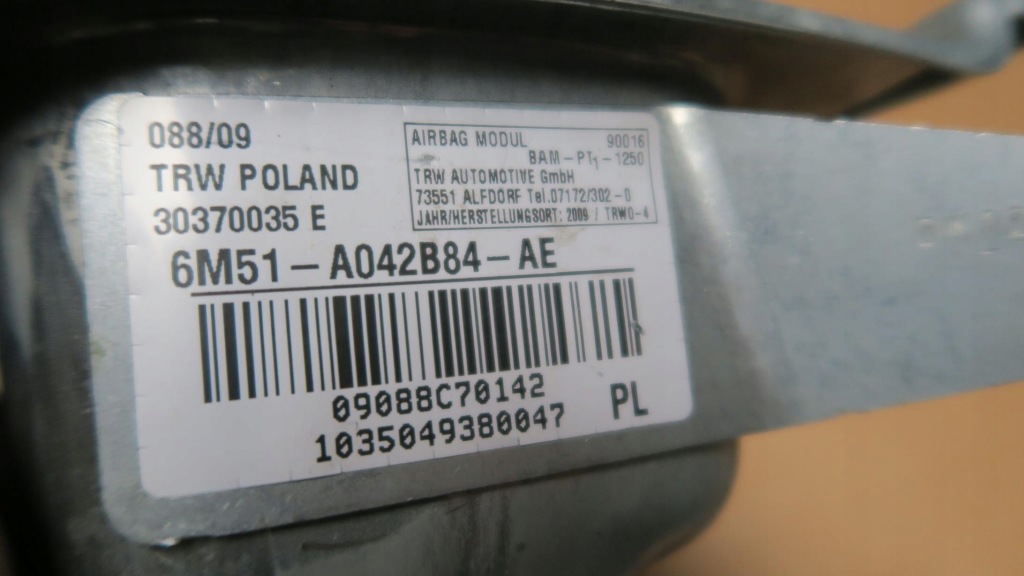 088/09
TRW POLAND
30370035 E
AIRBAG MODUL 90016
BAM-PT1-1250
TRW AUTOMOTIVE GmbH
73551 ALFDORF Tel.07172/302-0
JAHR/HERSTELLUNGSORT: 2009 / TRWO-4
6M51-A042B84-AE
09088C70142
1035049380047
PL